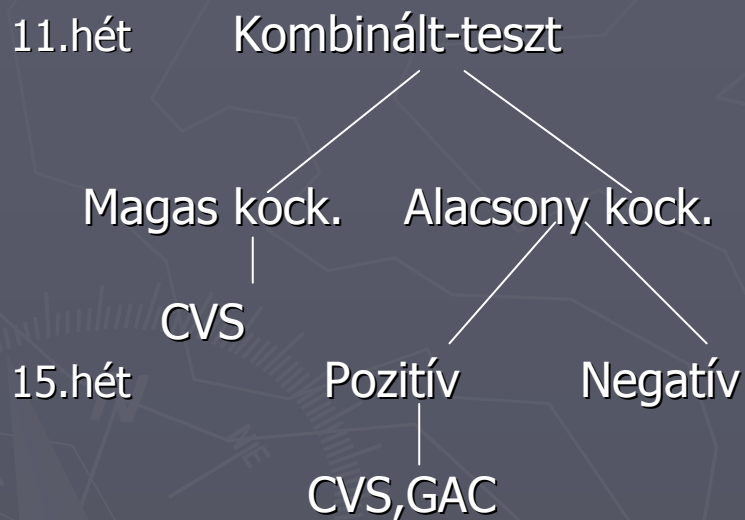 11.hét Kombinált-teszt
Magas kock. Alacsony kock.
CVS
15.hét Pozitív Negatív
CVS,GAC